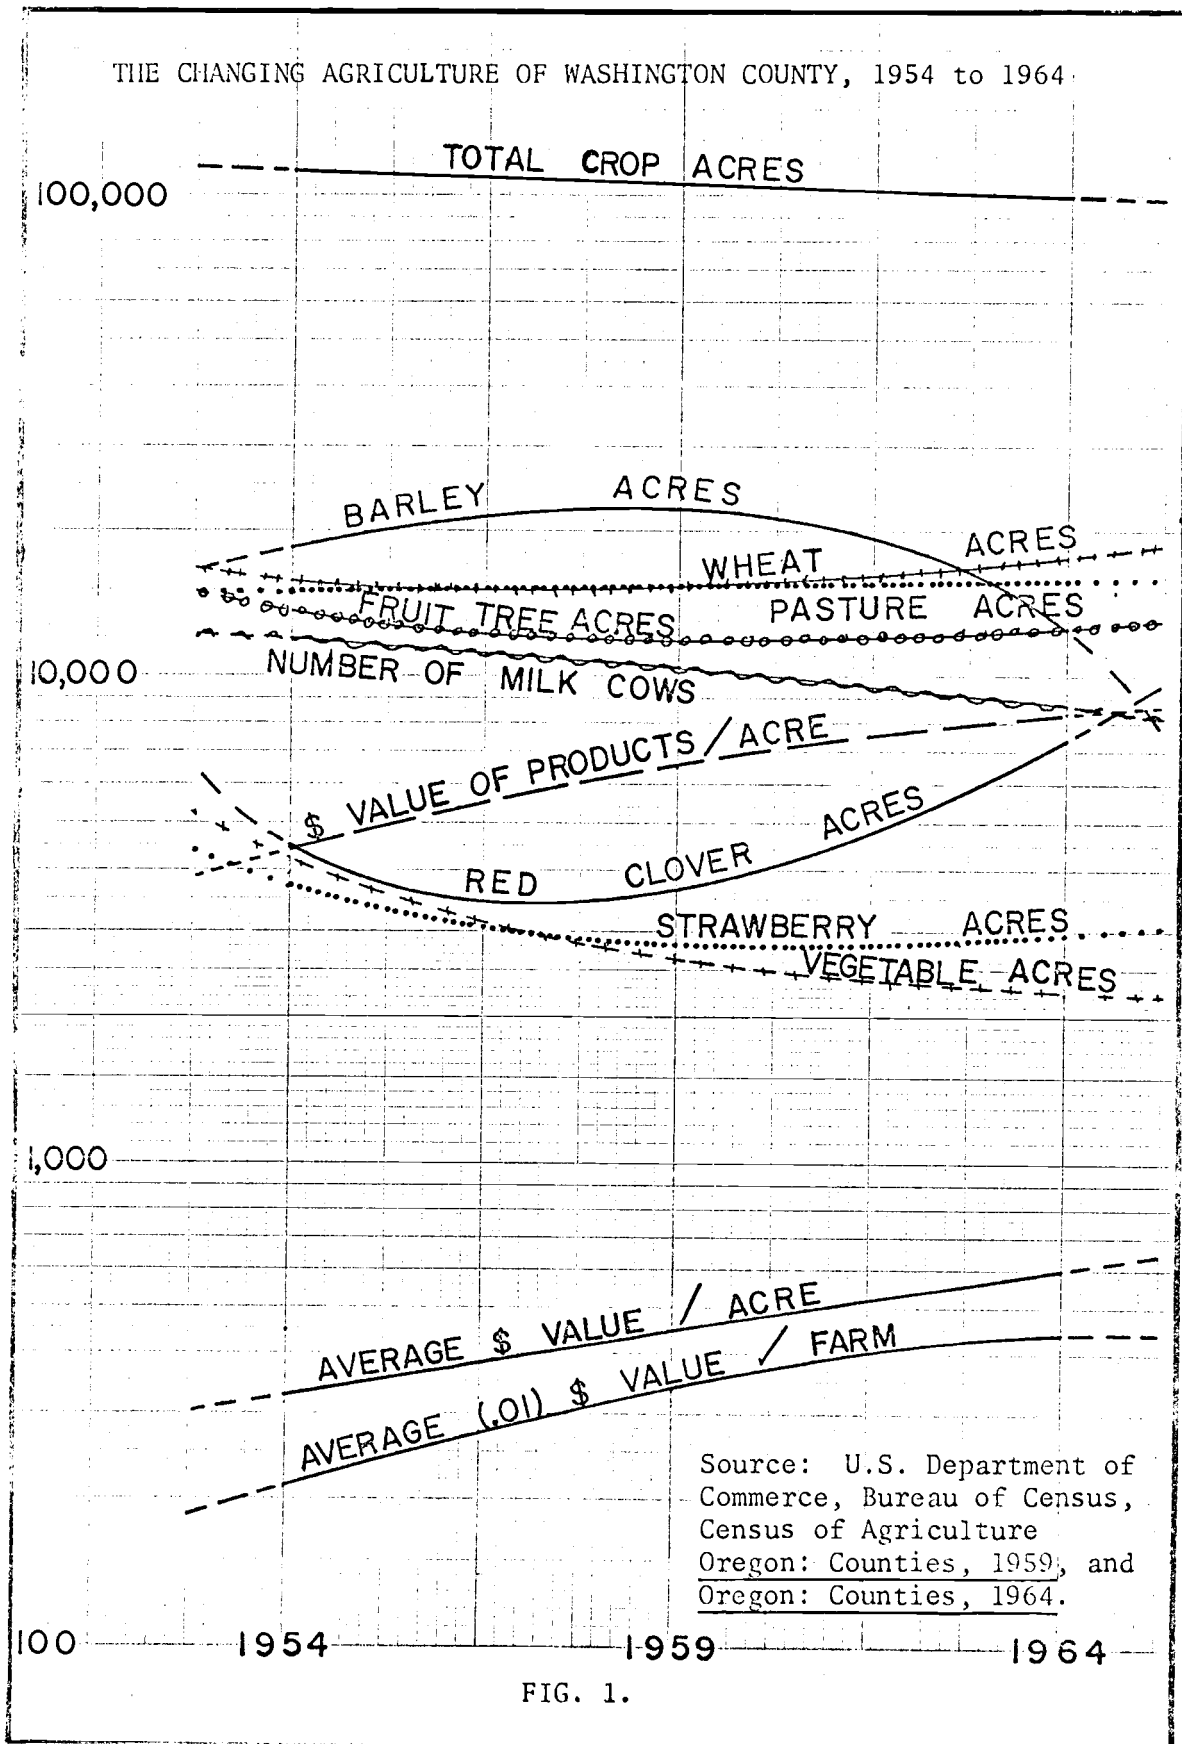 THE CHANGING AGRICULTURE OF WASHINGTON COUNTY, 1954 to 1964
TOTAL CROP ACRES
100,000
BARLEY ACRES
WHEAT ACRES
FRUIT TREE ACRES
PASTURE ACRES
10,000
NUMBER OF MILK COWS
$ VALUE OF PRODUCTS / ACRE
RED CLOVER ACRES
STRAWBERRY ACRES
VEGETABLE ACRES
1,000
AVERAGE $ VALUE / ACRE
AVERAGE (.01) $ VALUE / FARM
Source: U.S. Department of
Commerce, Bureau of Census,
Census of Agriculture
Oregon: Counties, 1959, and
Oregon: Counties, 1964.
100
1954
1959
1964
FIG. 1.